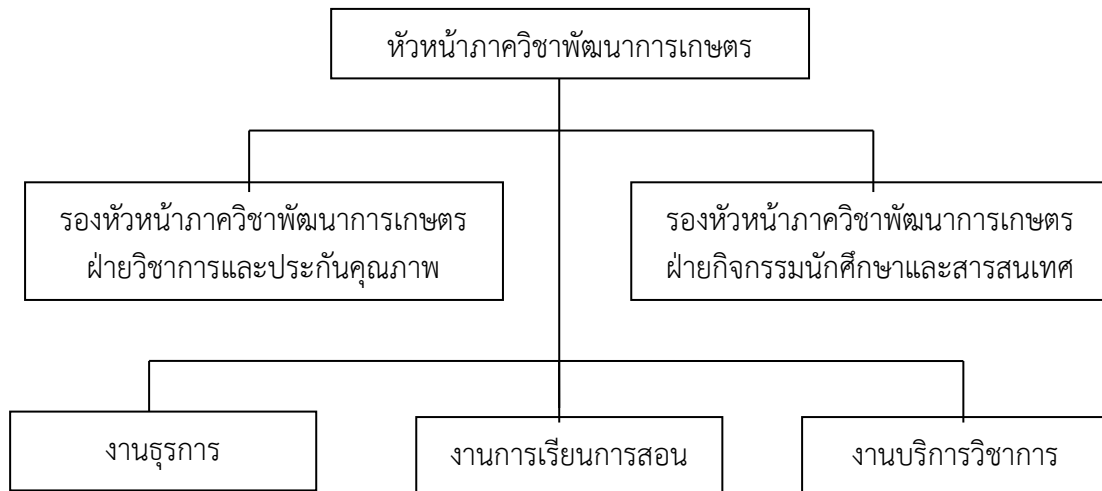 หัวหน้าภาควิชาพัฒนาการเกษตร
รองหัวหน้าภาควิชาพัฒนาการเกษตร
ฝ่ายวิชาการและประกันคุณภาพ
รองหัวหน้าภาควิชาพัฒนาการเกษตร
ฝ่ายกิจกรรมนักศึกษาและสารสนเทศ
งานธุรการ
งานการเรียนการสอน
งานบริการวิชาการ